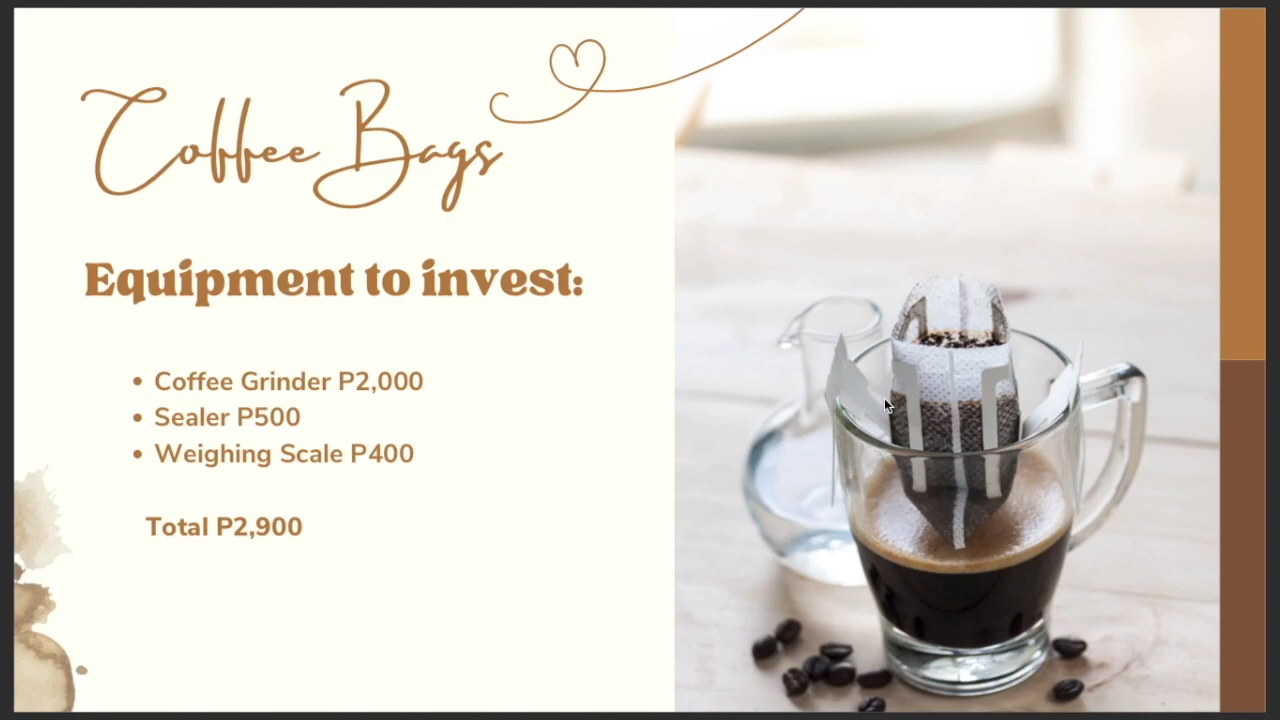 Coffee Bags
Equipment to invest:
• Coffee Grinder P2,000
• Sealer P500
• Weighing Scale P400
Total P2,900